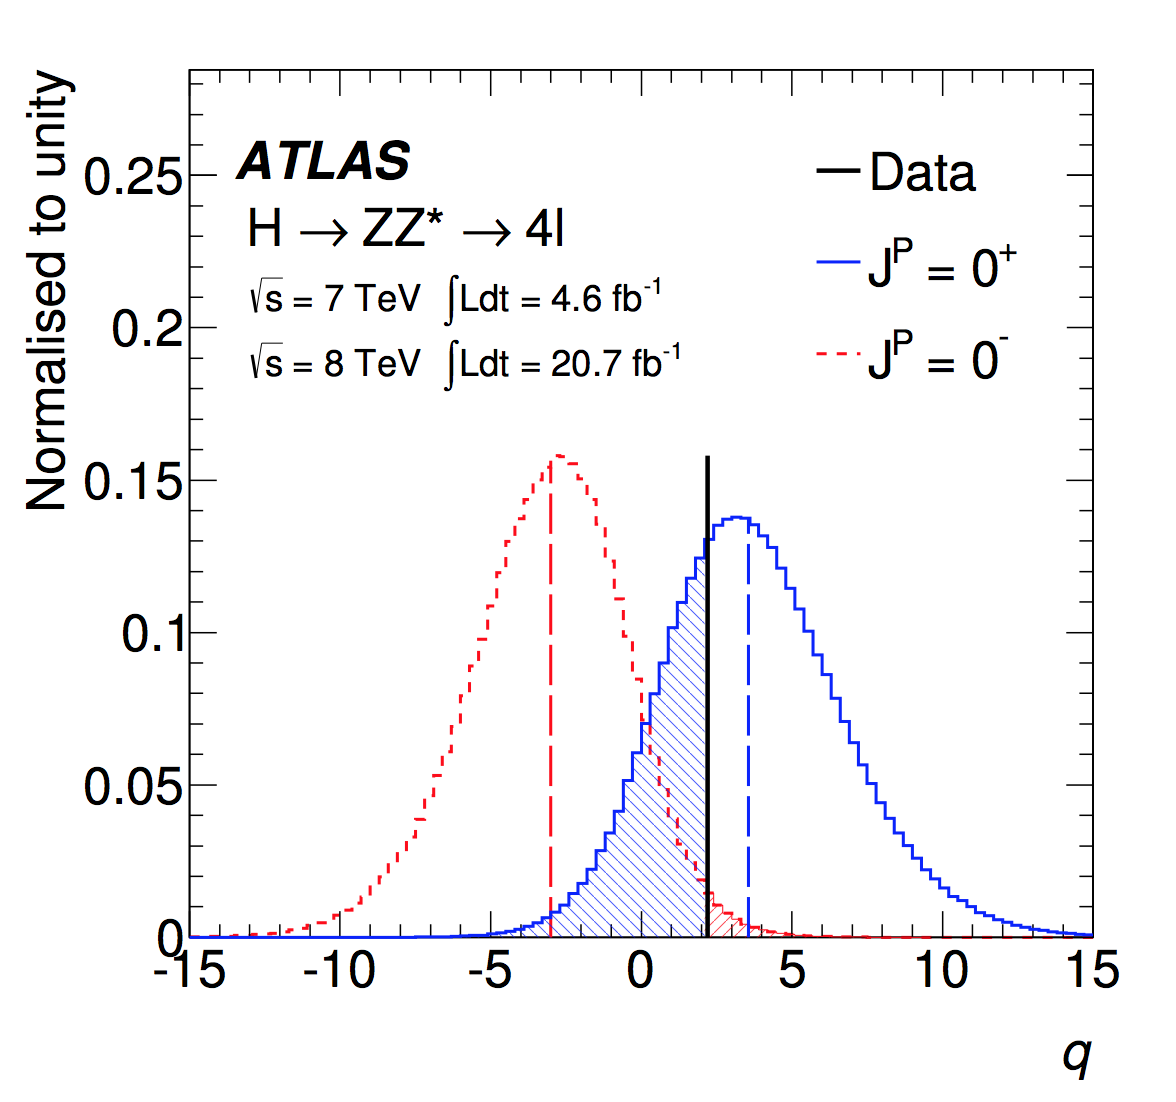 Normalised to unity
ATLAS
H → ZZ* → 4l
√s = 7 TeV ∫Ldt = 4.6 fb⁻¹
√s = 8 TeV ∫Ldt = 20.7 fb⁻¹
Data
Jᴾ = 0⁺
Jᴾ = 0⁻
0.25
0.2
0.15
0.1
0.05
0
-15 -10 -5 0 5 10 15
q